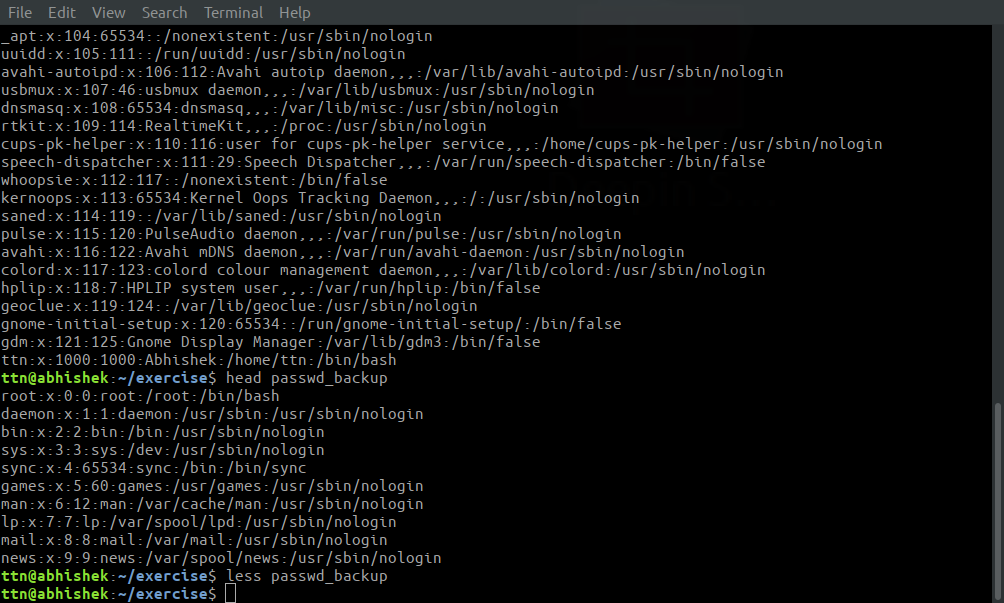 File Edit View Search Terminal Help
_apt:x:104:65534::/nonexistent:/usr/sbin/nologin
uuidd:x:105:111::/run/uuidd:/usr/sbin/nologin
avahi-autoipd:x:106:112:Avahi autoip daemon,,,:/var/lib/avahi-autoipd:/usr/sbin/nologin
usbmux:x:107:46:usbmux daemon,,,:/var/lib/usbmux:/usr/sbin/nologin
dnsmasq:x:108:65534:dnsmasq,,,:/var/lib/misc:/usr/sbin/nologin
rtkit:x:109:114:RealtimeKit,,,:/proc:/usr/sbin/nologin
cups-pk-helper:x:110:116:user for cups-pk-helper service,,,:/home/cups-pk-helper:/usr/sbin/nologin
speech-dispatcher:x:111:29:Speech Dispatcher,,,:/var/run/speech-dispatcher:/bin/false
whoopsie:x:112:117::/nonexistent:/bin/false
kernoops:x:113:65534:Kernel Oops Tracking Daemon,,,:/:/usr/sbin/nologin
saned:x:114:119::/var/lib/saned:/usr/sbin/nologin
pulse:x:115:120:PulseAudio daemon,,,:/var/run/pulse:/usr/sbin/nologin
avahi:x:116:122:Avahi mDNS daemon,,,:/var/run/avahi-daemon:/usr/sbin/nologin
colord:x:117:123:colord colour management daemon,,,:/var/lib/colord:/usr/sbin/nologin
hplip:x:118:7:HPLIP system user,,,:/var/run/hplip:/bin/false
geoclue:x:119:124::/var/lib/geoclue:/usr/sbin/nologin
gnome-initial-setup:x:120:65534::/run/gnome-initial-setup/:/bin/false
gdm:x:121:125:Gnome Display Manager:/var/lib/gdm3:/bin/false
ttn:x:1000:1000:Abhishek:/home/ttn:/bin/bash
ttn@abhishek:~/exercise$ head passwd_backup
root:x:0:0:root:/root:/bin/bash
daemon:x:1:1:daemon:/usr/sbin:/usr/sbin/nologin
bin:x:2:2:bin:/bin:/usr/sbin/nologin
sys:x:3:3:sys:/dev:/usr/sbin/nologin
sync:x:4:65534:sync:/bin:/bin/sync
games:x:5:60:games:/usr/games:/usr/sbin/nologin
man:x:6:12:man:/var/cache/man:/usr/sbin/nologin
lp:x:7:7:lp:/var/spool/lpd:/usr/sbin/nologin
mail:x:8:8:mail:/var/mail:/usr/sbin/nologin
news:x:9:9:news:/var/spool/news:/usr/sbin/nologin
ttn@abhishek:~/exercise$ less passwd_backup
ttn@abhishek:~/exercise$